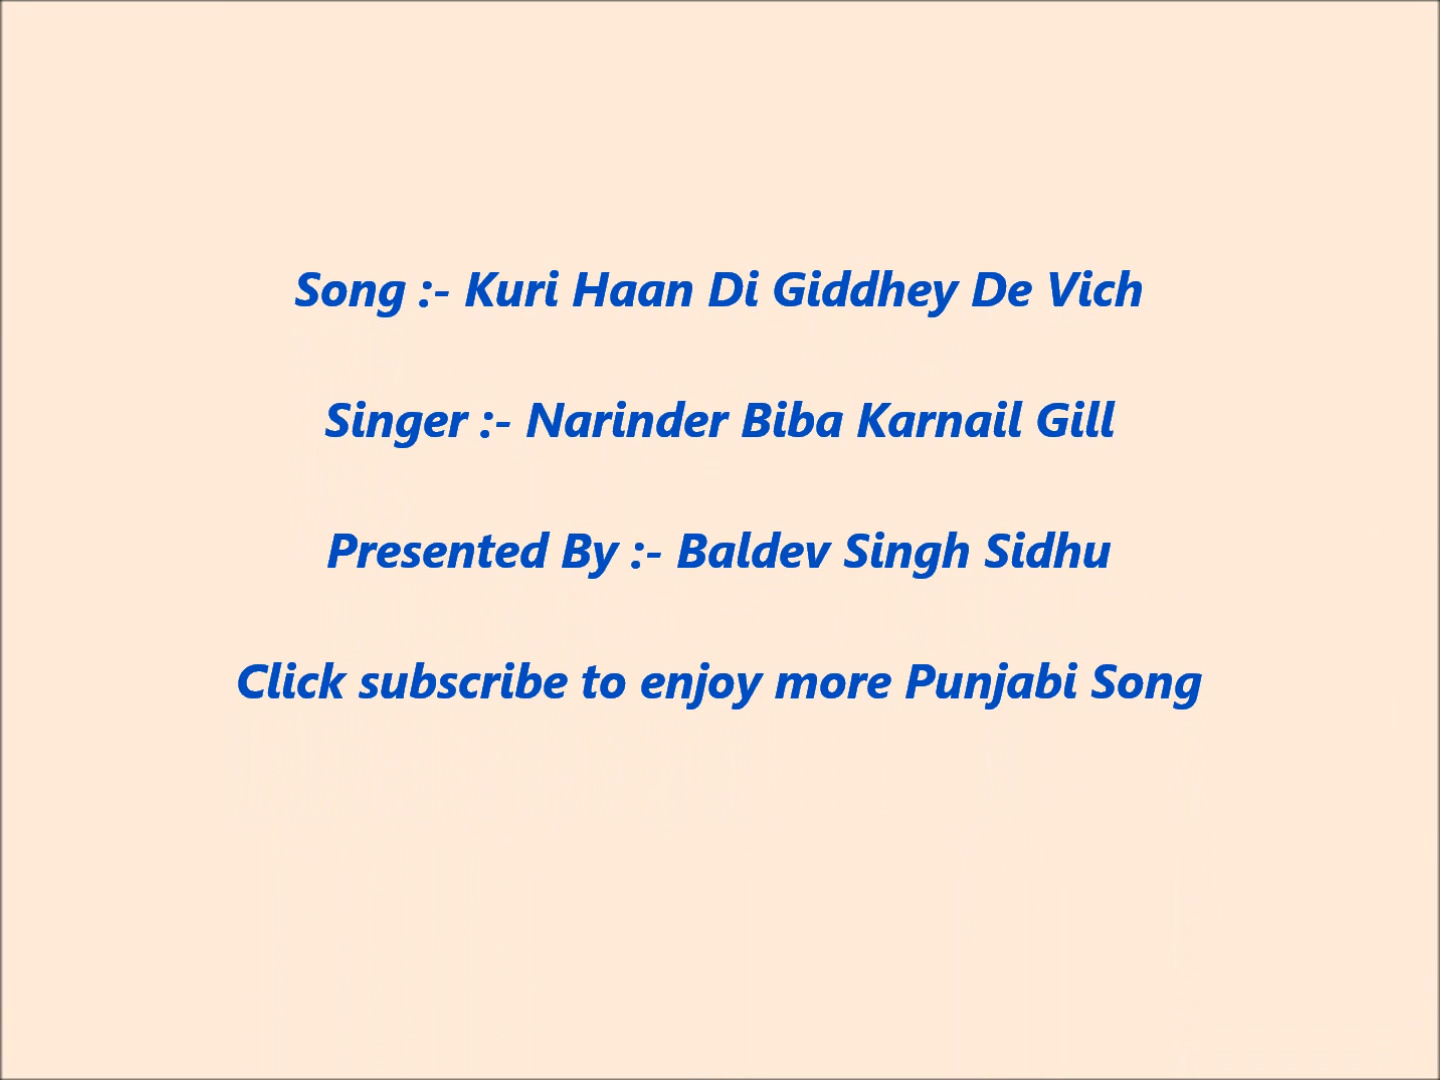 Song :- Kuri Haan Di Giddhey De Vich
Singer :- Narinder Biba Karnail Gill
Presented By :- Baldev Singh Sidhu
Click subscribe to enjoy more Punjabi Song